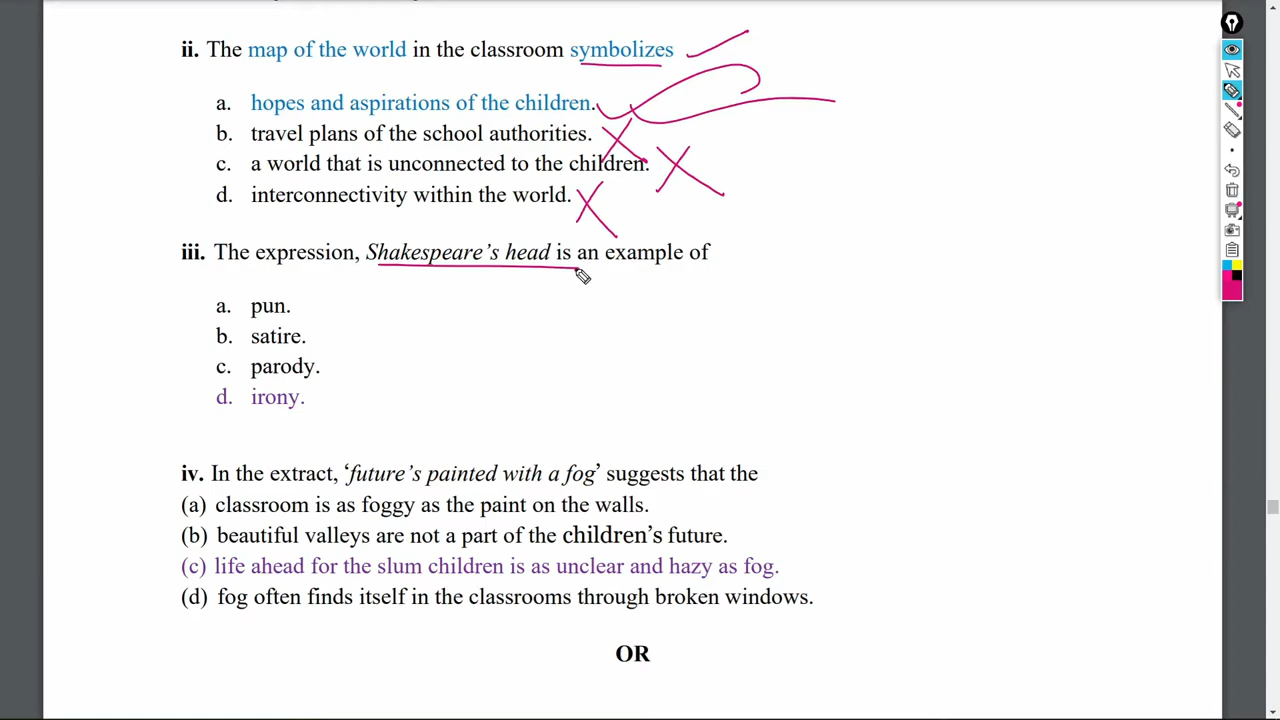 ii. The map of the world in the classroom symbolizes
a. hopes and aspirations of the children.
b. travel plans of the school authorities.
c. a world that is unconnected to the children.
d. interconnectivity within the world.
iii. The expression, Shakespeare's head is an example of
a. pun.
b. satire.
c. parody.
d. irony.
iv. In the extract, ‘future's painted with a fog’ suggests that the
(a) classroom is as foggy as the paint on the walls.
(b) beautiful valleys are not a part of the children's future.
(c) life ahead for the slum children is as unclear and hazy as fog.
(d) fog often finds itself in the classrooms through broken windows.
OR